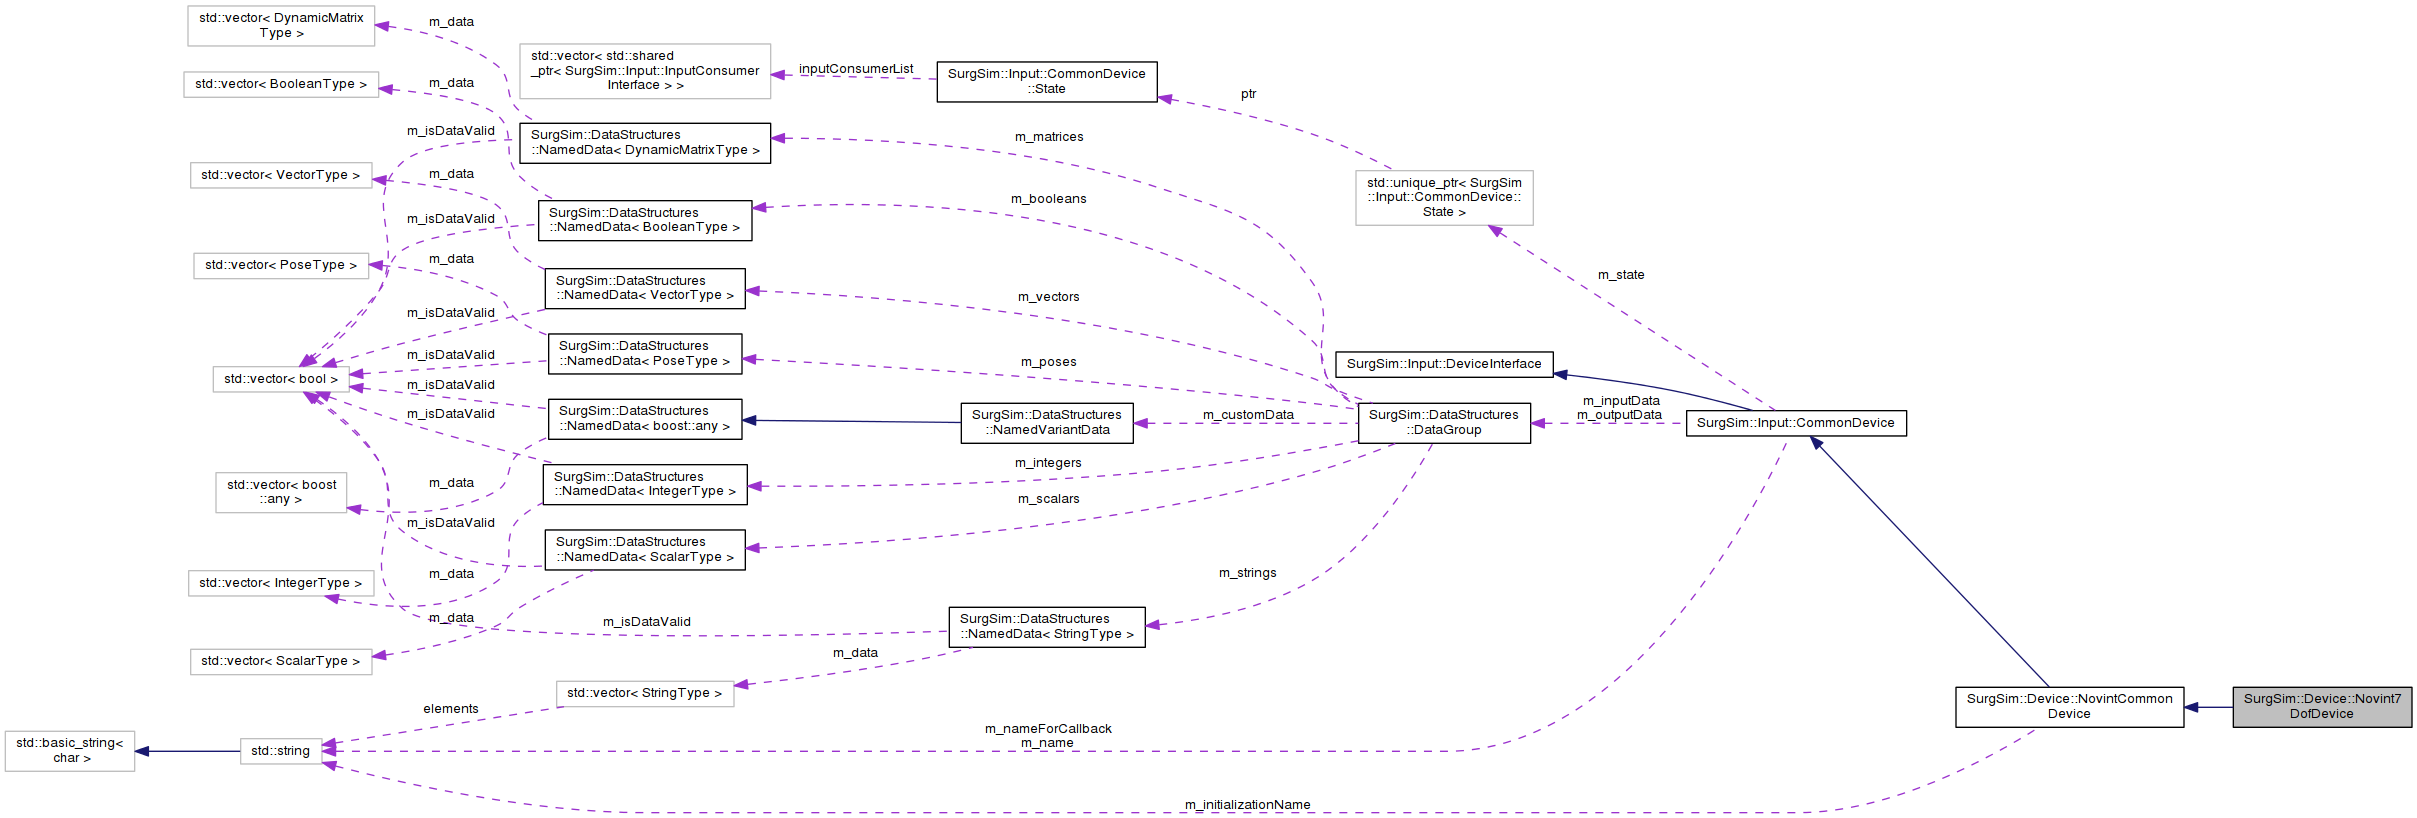 std::vector< DynamicMatrix
Type >
m_data
std::vector< std::shared
_ptr< SurgSim::Input::InputConsumer
Interface > >
inputConsumerList
SurgSim::Input::CommonDevice
::State
std::vector< BooleanType >
m_data
ptr
m_isDataValid
SurgSim::DataStructures
::NamedData< DynamicMatrixType >
m_matrices
std::vector< VectorType >
m_data
std::unique_ptr< SurgSim
::Input::CommonDevice::
State >
m_isDataValid
SurgSim::DataStructures
::NamedData< BooleanType >
m_booleans
std::vector< PoseType >
m_data
SurgSim::DataStructures
::NamedData< VectorType >
m_vectors
m_state
m_isDataValid
SurgSim::DataStructures
::NamedData< PoseType >
m_poses
SurgSim::Input::DeviceInterface
m_isDataValid
std::vector< bool >
m_isDataValid
m_isDataValid
SurgSim::DataStructures
::NamedData< boost::any >
SurgSim::DataStructures
::NamedVariantData
m_customData
SurgSim::DataStructures
::DataGroup
m_inputData
m_outputData
SurgSim::Input::CommonDevice
std::vector< boost
::any >
m_data
SurgSim::DataStructures
::NamedData< IntegerType >
m_integers
m_scalars
m_isDataValid
SurgSim::DataStructures
::NamedData< ScalarType >
std::vector< IntegerType >
m_data
m_strings
m_data
m_isDataValid
SurgSim::DataStructures
::NamedData< StringType >
std::vector< ScalarType >
m_data
std::vector< StringType >
elements
SurgSim::Device::NovintCommon
Device
SurgSim::Device::Novint7
DofDevice
std::basic_string<
char >
std::string
m_nameForCallback
m_name
m_initializationName